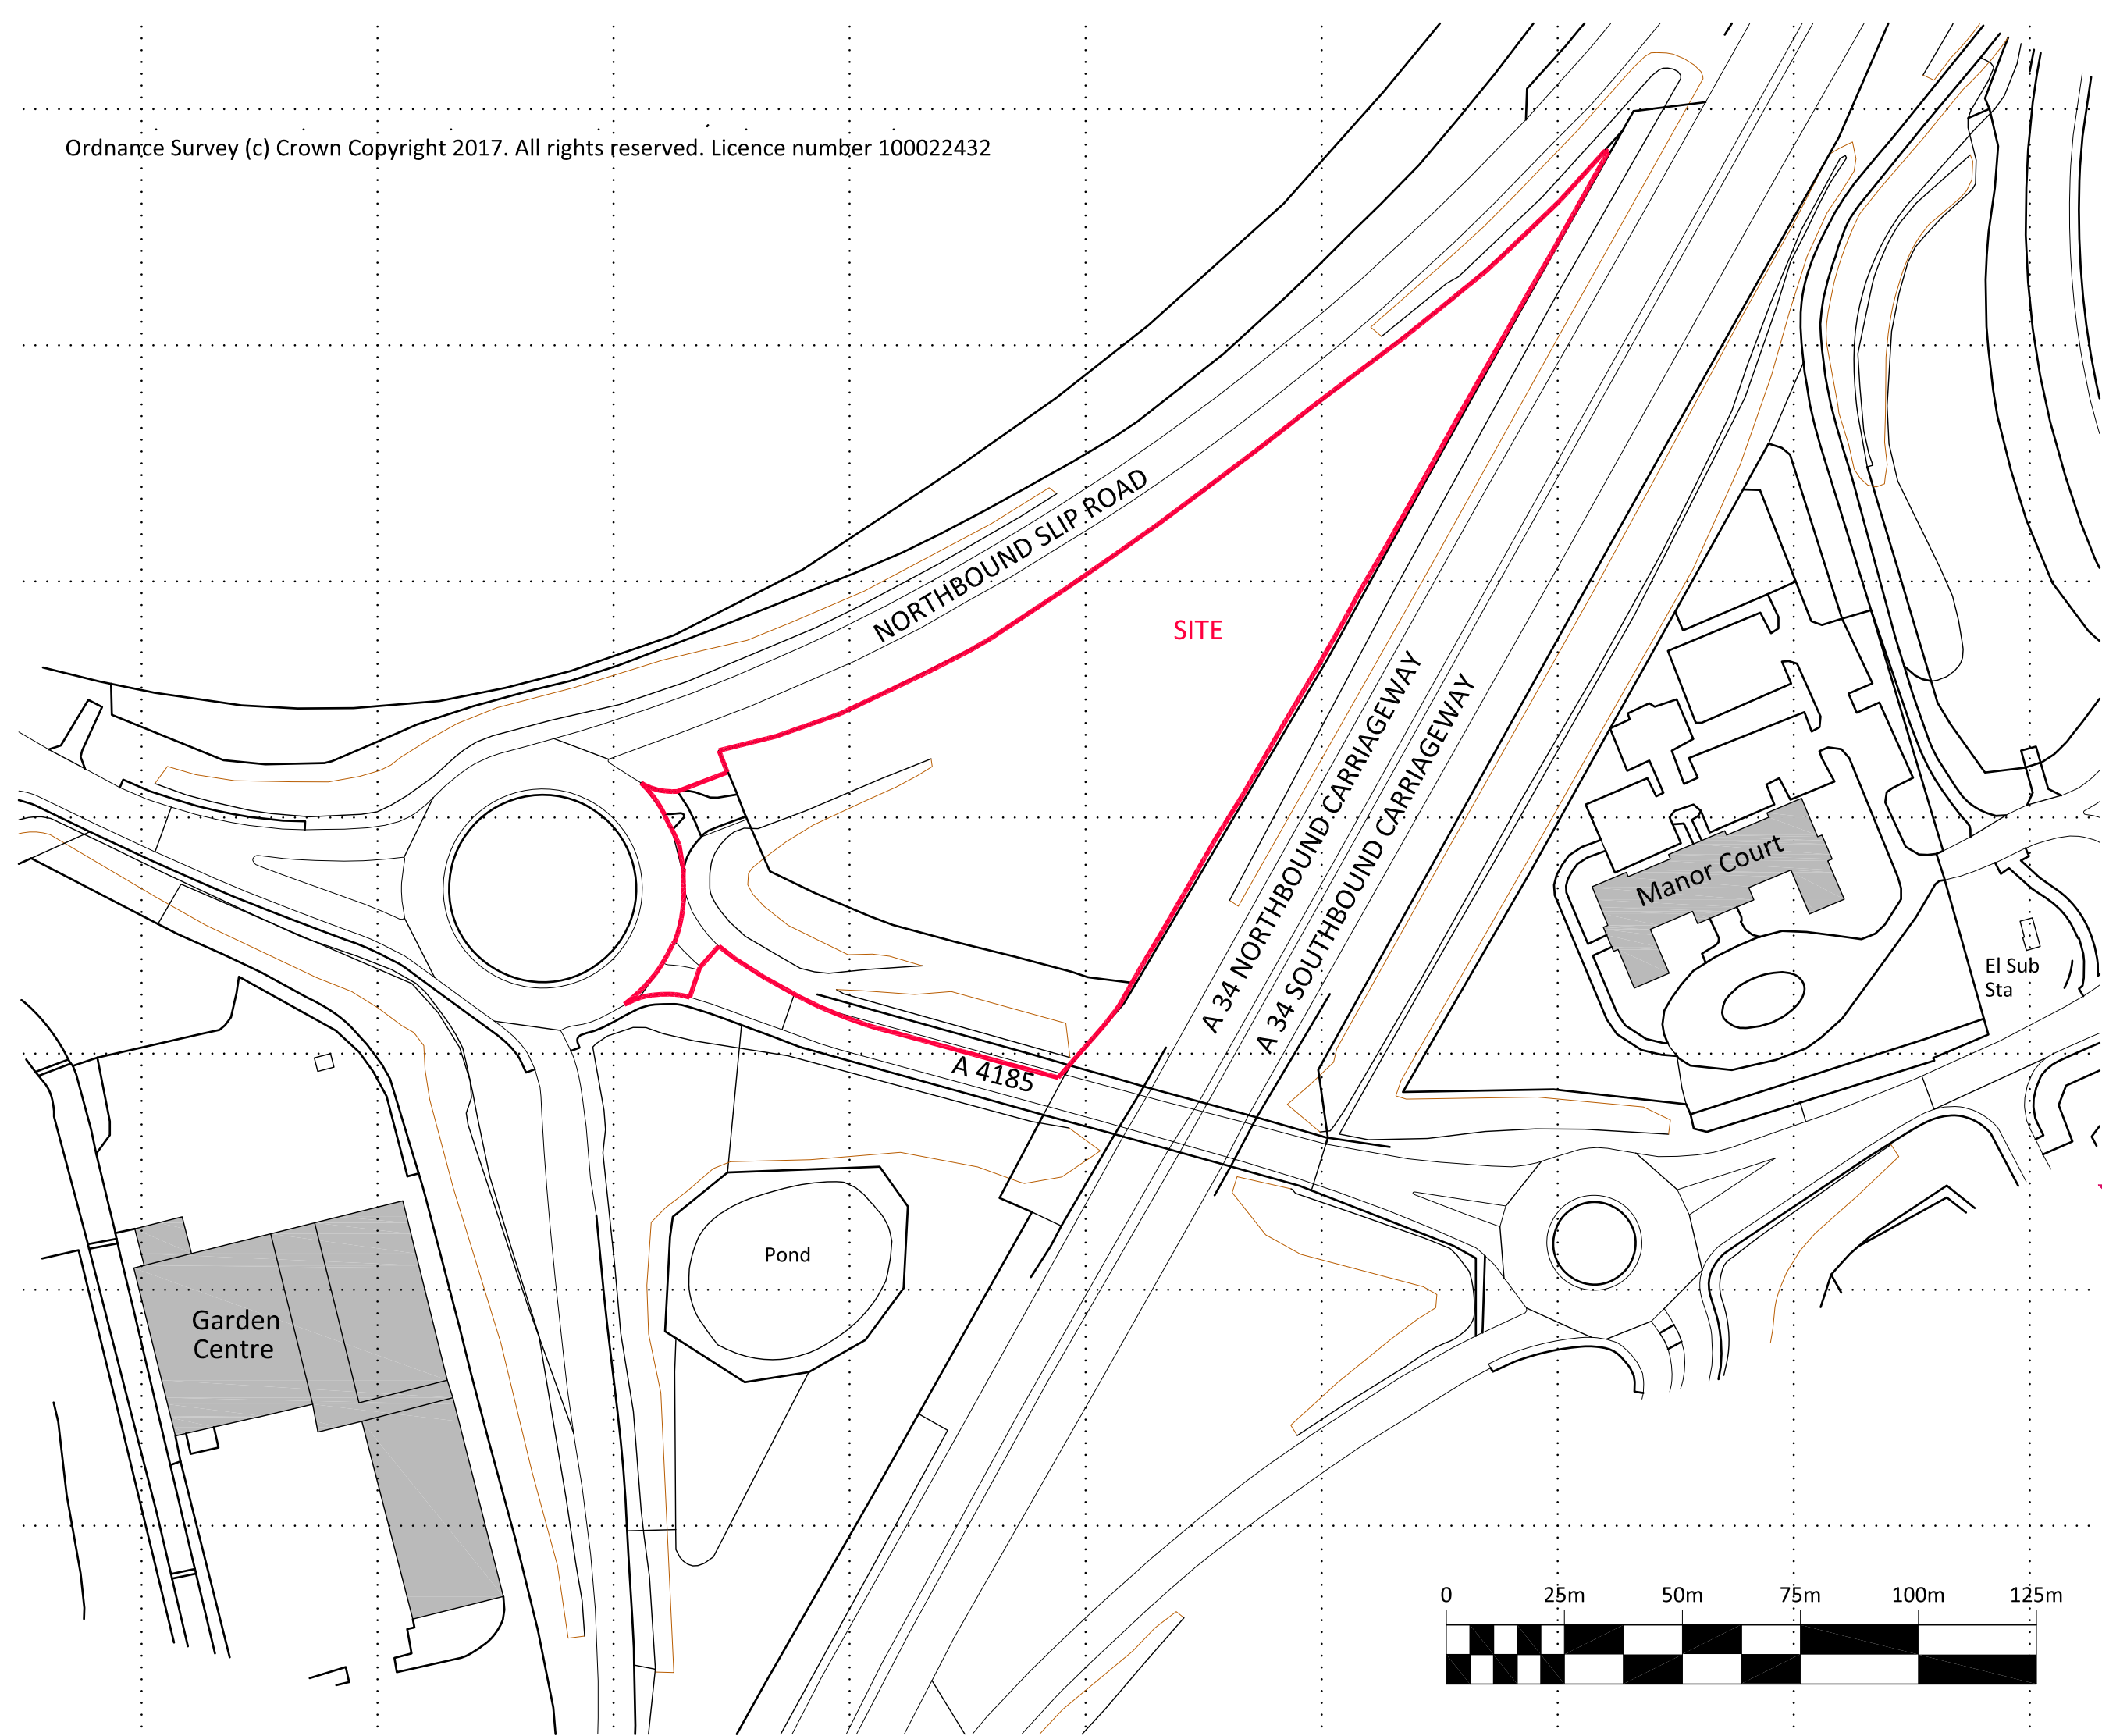 Ordnance Survey (c) Crown Copyright 2017. All rights reserved. Licence number 100022432
NORTHBOUND SLIP ROAD
SITE
A 34 NORTHBOUND CARRIAGEWAY
A 34 SOUTHBOUND CARRIAGEWAY
Manor Court
El Sub
Sta
A 4185
Pond
Garden
Centre
0 25m 50m 75m 100m 125m